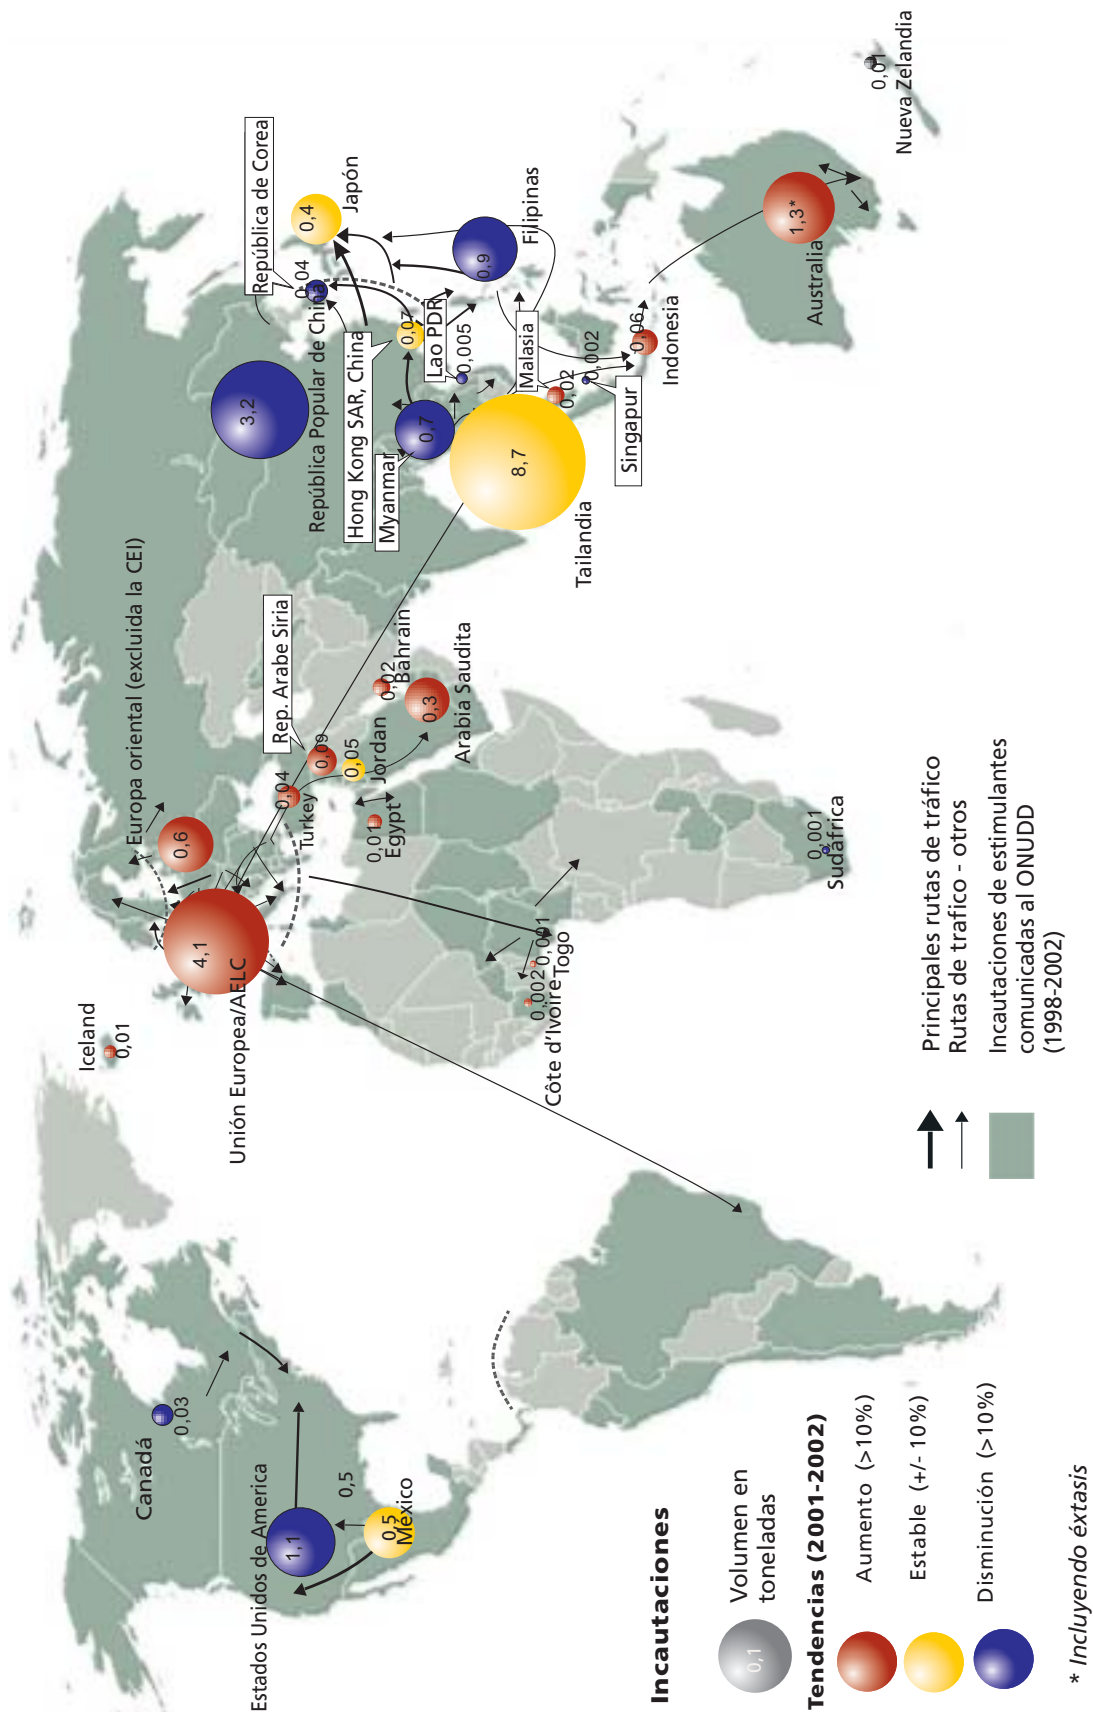 Canadá
0,03
Estados Unidos de America
1,1
0,5
0,5
México
Iceland
0,01
Unión Europea/AELC
4,1
Europa oriental (excluida la CEI)
0,6
Turkey
0,04
Rep. Arabe Siria
0,09
0,05
Jordan
0,01
Egypt
0,02
Bahrain
0,3
Arabia Saudita
Côte d’Ivoire
0,002
Togo
0,001
0,001
Sudáfrica
3,2
República Popular de China
República de Corea
0,04
Japón
0,4
Hong Kong SAR, China
0,07
Myanmar
0,7
Lao PDR
0,005
Filipinas
0,9
8,7
Tailandia
Malasia
0,02
Singapur
0,002
0,06
Indonesia
1,3*
Australia
0,01
Nueva Zelandia
Incautaciones
0,1
Volumen en
toneladas
Tendencias (2001-2002)
Aumento (>10%)
Estable (+/- 10%)
Disminución (>10%)
* Incluyendo éxtasis
Principales rutas de tráfico
Rutas de trafico - otros
Incautaciones de estimulantes
comunicadas al ONUDD
(1998-2002)